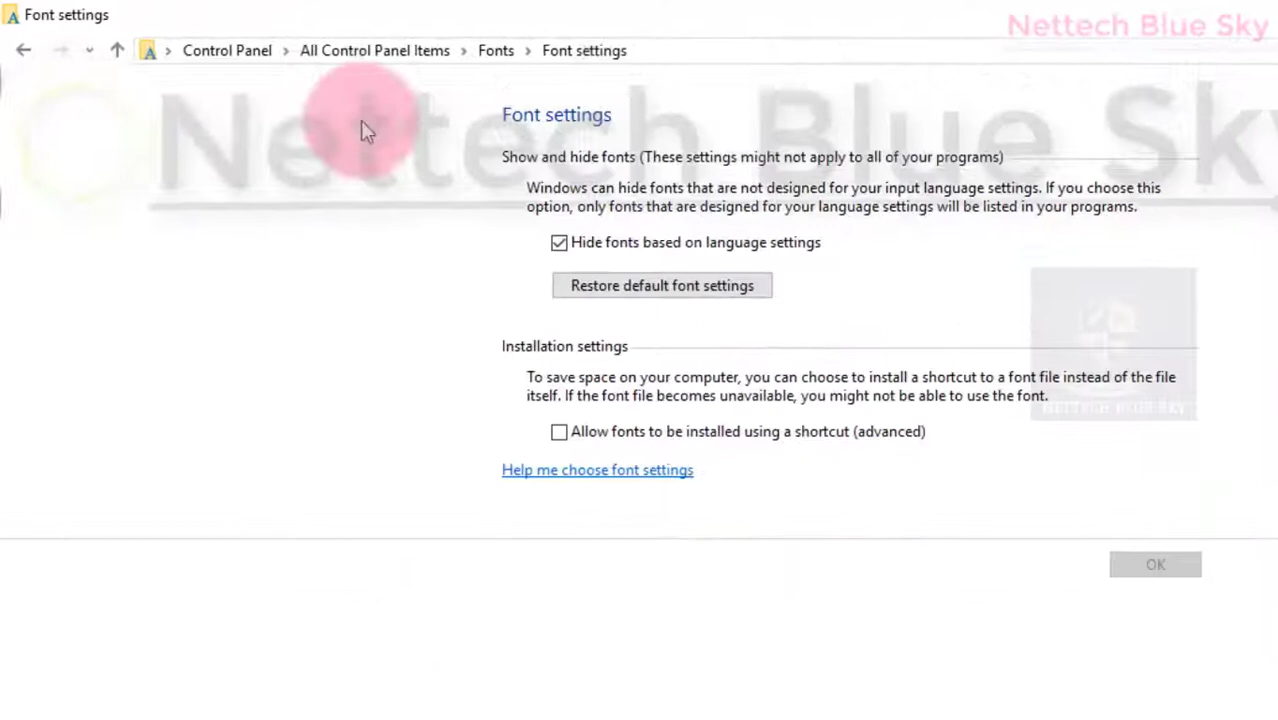 Font settings
Nettech Blue Sky
Control Panel > All Control Panel Items > Fonts > Font settings
Nettech Blue Sky
Font settings
Show and hide fonts (These settings might not apply to all of your programs)
Windows can hide fonts that are not designed for your input language settings. If you choose this
option, only fonts that are designed for your language settings will be listed in your programs.
Hide fonts based on language settings
Restore default font settings
Installation settings
To save space on your computer, you can choose to install a shortcut to a font file instead of the file
itself. If the font file becomes unavailable, you might not be able to use the font.
NETTECH BLUE SKY
Allow fonts to be installed using a shortcut (advanced)
Help me choose font settings
OK